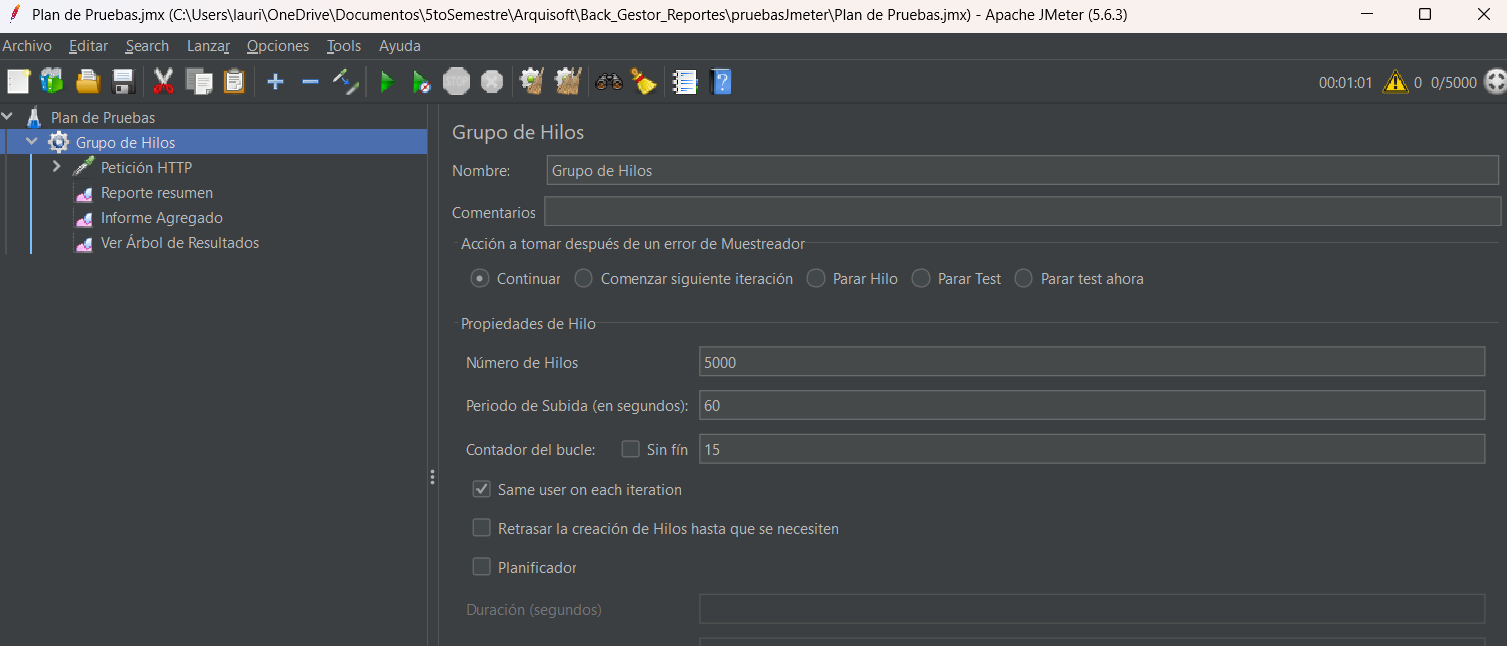 Plan de Pruebas.jmx (C:\Users\lauri\OneDrive\Documentos\5toSemestre\Arquisoft\Back_Gestor_Reportes\pruebasJmeter\Plan de Pruebas.jmx) - Apache JMeter (5.6.3)
Archivo Editar Search Lanzar Opciones Tools Ayuda
STOP 00:01:01 0 0/5000
Plan de Pruebas
Grupo de Hilos
Petición HTTP
Reporte resumen
Informe Agregado
Ver Árbol de Resultados
Grupo de Hilos
Nombre: Grupo de Hilos
Comentarios
Acción a tomar después de un error de Muestreador
Continuar Comenzar siguiente iteración Parar Hilo Parar Test Parar test ahora
Propiedades de Hilo
Número de Hilos 5000
Periodo de Subida (en segundos): 60
Contador del bucle: Sin fín 15
Same user on each iteration
Retrasar la creación de Hilos hasta que se necesiten
Planificador
Duración (segundos)